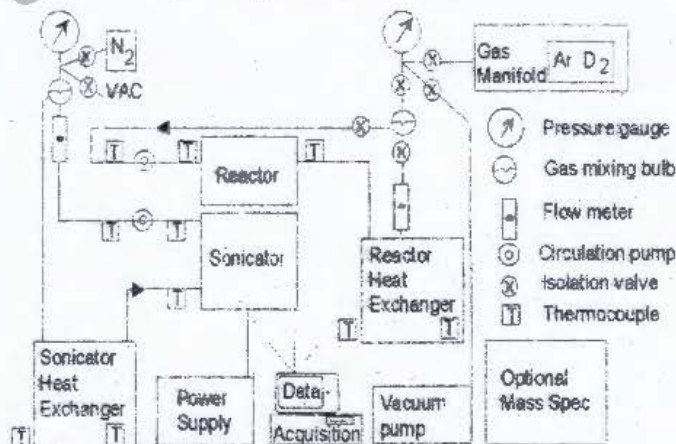 N2
VAC
Gas
Manifold
Ar D2
Pressure gauge
Gas mixing bulb
Flow meter
Circulation pump
Isolation valve
Thermocouple
T
T
T
Reactor
T
T
Sonicator
T
Reactor
Heat
Exchanger
T
T
Sonicator
Heat
Exchanger
T
T
Power
Supply
Data
Acquisition
Vacuum
pump
Optional
Mass Spec
T